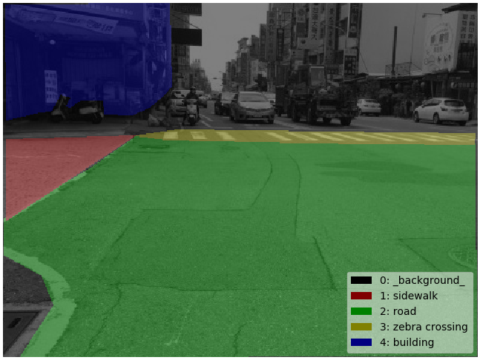 0: _background_
1: sidewalk
2: road
3: zebra crossing
4: building